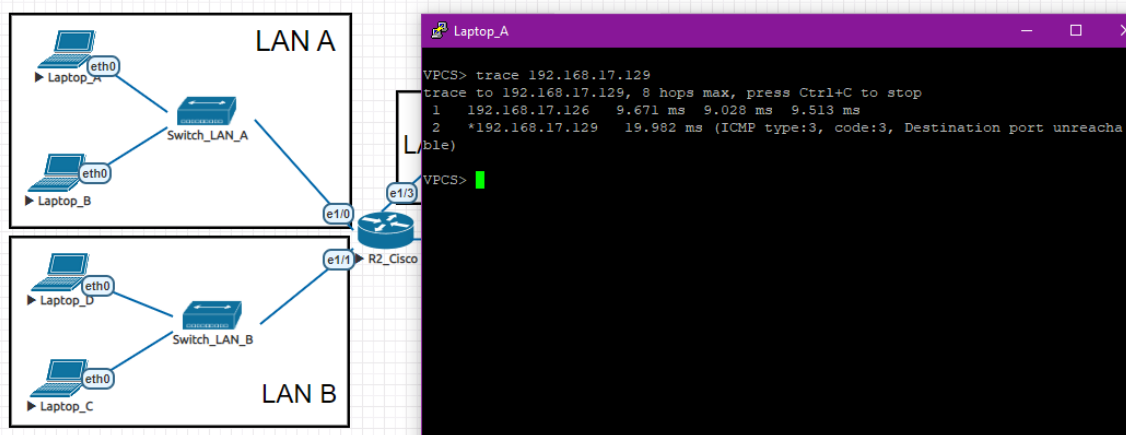 LAN A
eth0
▶ Laptop_A
Switch_LAN_A
eth0
▶ Laptop_B
e1/0
e1/3
e1/1
▶ R2_Cisco
eth0
▶ Laptop_D
Switch_LAN_B
eth0
▶ Laptop_C
LAN B
Laptop_A
VPCS> trace 192.168.17.129
trace to 192.168.17.129, 8 hops max, press Ctrl+C to stop
1 192.168.17.126 9.671 ms 9.028 ms 9.513 ms
2 *192.168.17.129 19.982 ms (ICMP type:3, code:3, Destination port unreacha
ble)
VPCS>